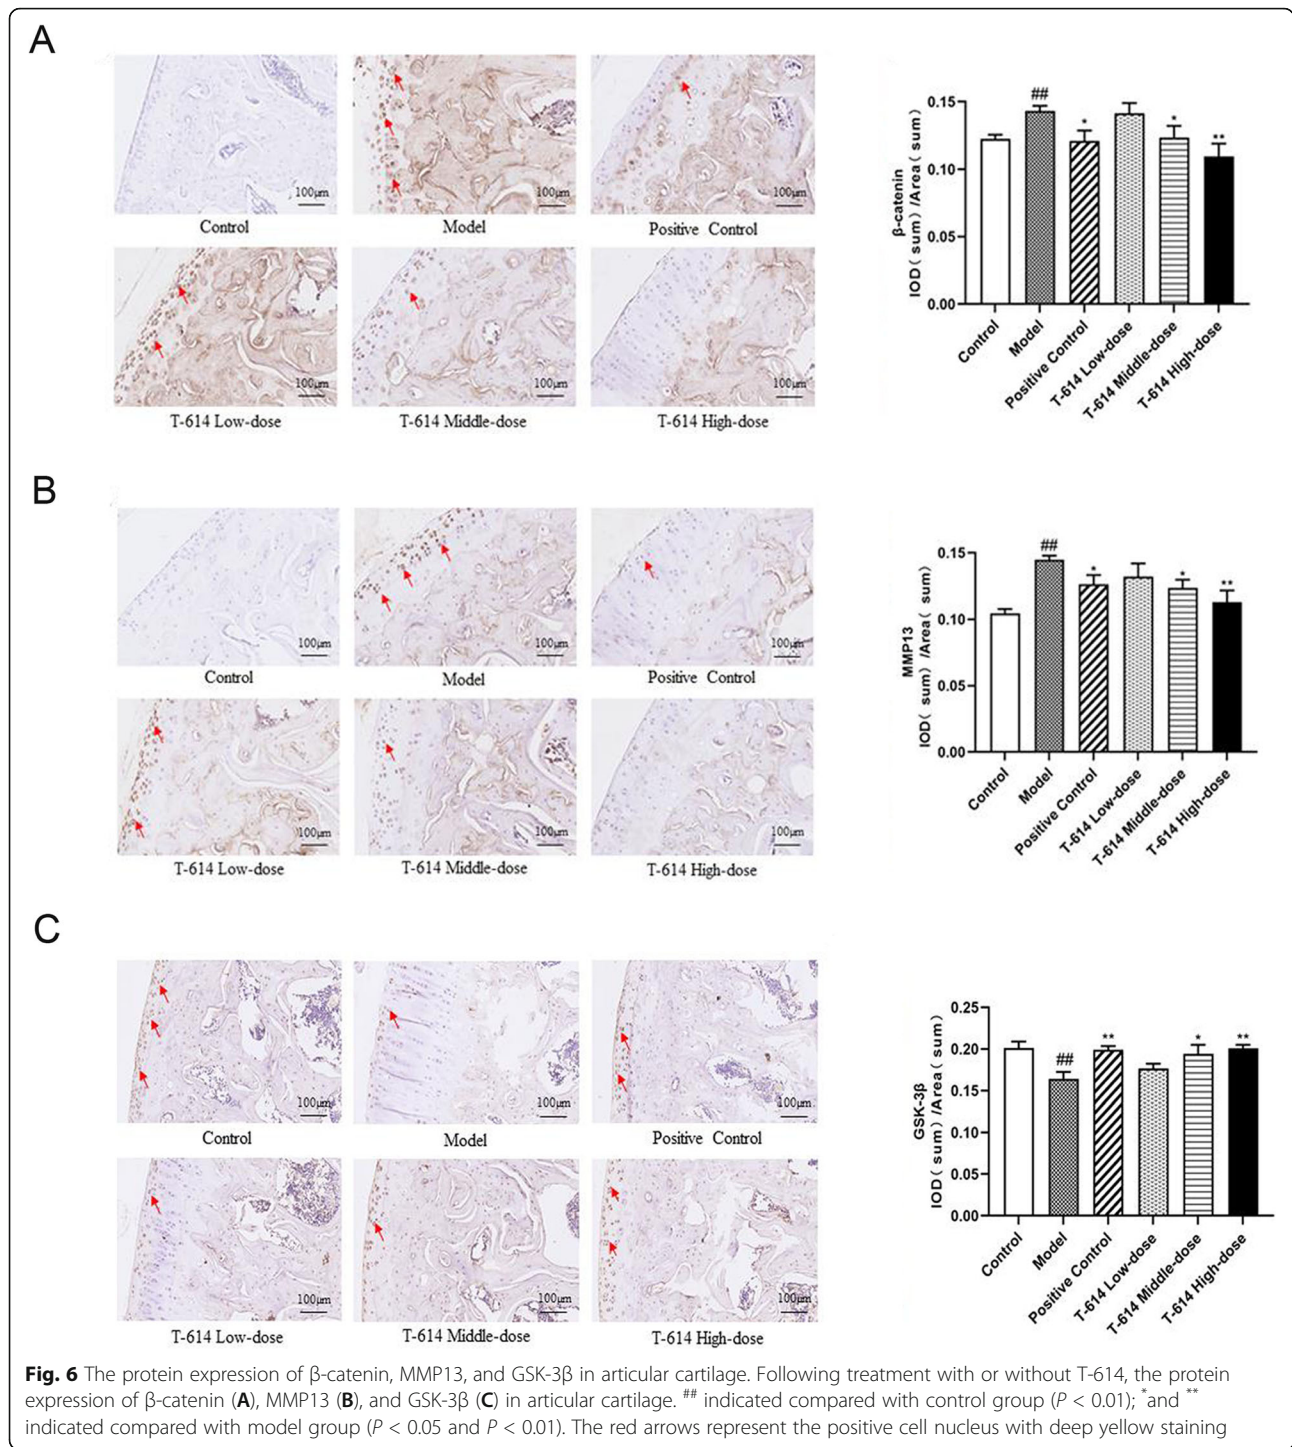 A
100μm 100μm 100μm
Control Model Positive Control
100μm 100μm 100μm
T-614 Low-dose T-614 Middle-dose T-614 High-dose
β-catenin
IOD( sum) /Area( sum)
0.15
0.10
0.05
0.00
## * * **
Control Model Positive Control T-614 Low-dose T-614 Middle-dose T-614 High-dose
B
100μm 100μm 100μm
Control Model Positive Control
100μm 100μm 100μm
T-614 Low-dose T-614 Middle-dose T-614 High-dose
MMP13
IOD( sum) /Area( sum)
0.15
0.10
0.05
0.00
## * * **
Control Model Positive Control T-614 Low-dose T-614 Middle-dose T-614 High-dose
C
100μm 100μm 100μm
Control Model Positive Control
100μm 100μm 100μm
T-614 Low-dose T-614 Middle-dose T-614 High-dose
GSK-3β
IOD( sum) /Area( sum)
0.25
0.20
0.15
0.10
0.05
0.00
## ** * **
Control Model Positive Control T-614 Low-dose T-614 Middle-dose T-614 High-dose
Fig. 6 The protein expression of β-catenin, MMP13, and GSK-3β in articular cartilage. Following treatment with or without T-614, the protein
expression of β-catenin (A), MMP13 (B), and GSK-3β (C) in articular cartilage. ## indicated compared with control group (P < 0.01); *and **
indicated compared with model group (P < 0.05 and P < 0.01). The red arrows represent the positive cell nucleus with deep yellow staining